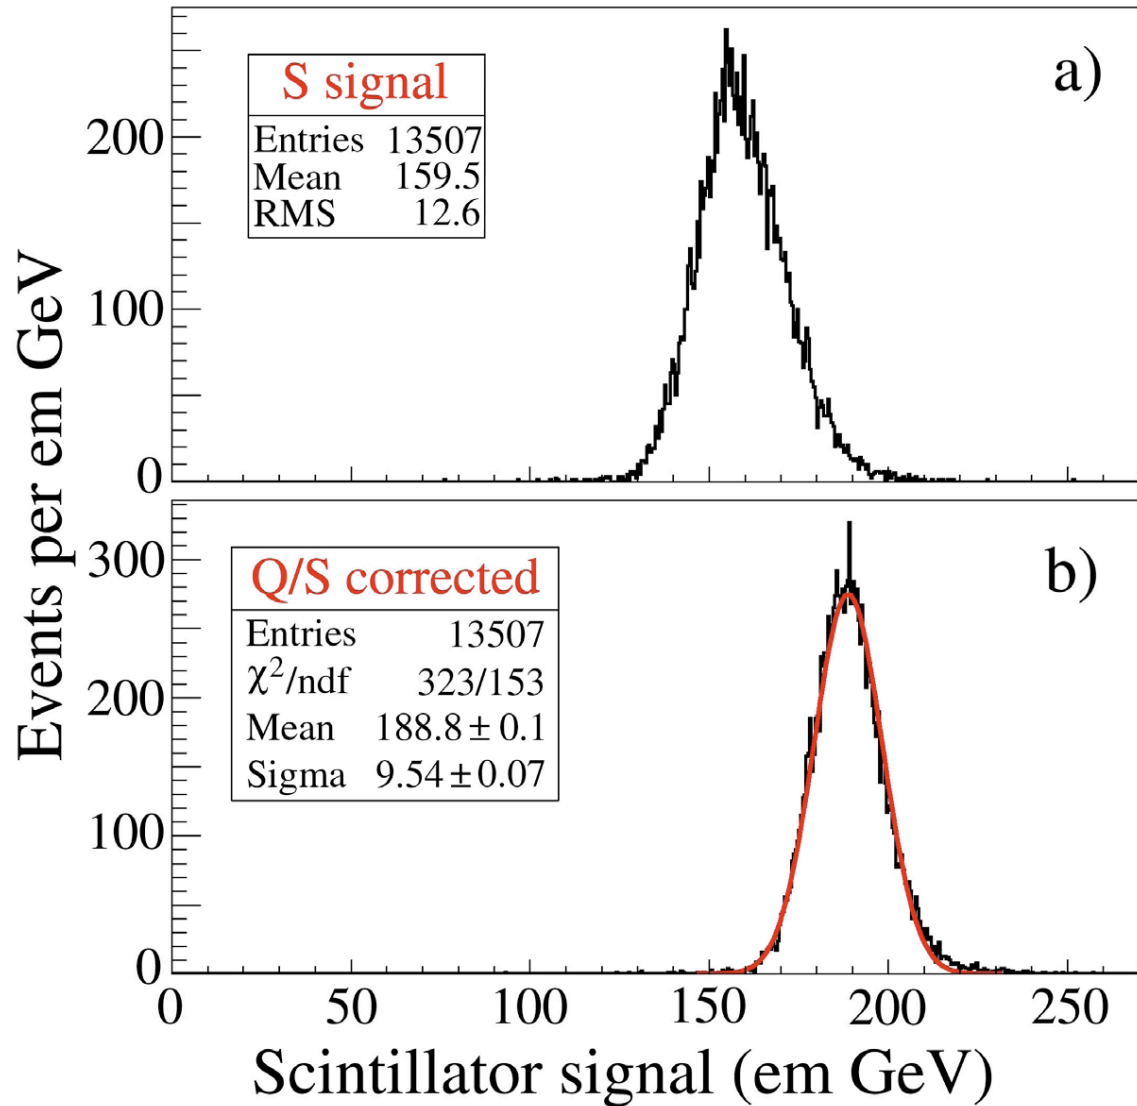 a)
S signal
Entries 13507
Mean 159.5
RMS 12.6
200
100
0
Events per em GeV
b)
Q/S corrected
Entries 13507
χ²/ndf 323/153
Mean 188.8 ± 0.1
Sigma 9.54 ± 0.07
300
200
100
0
0 50 100 150 200 250
Scintillator signal (em GeV)